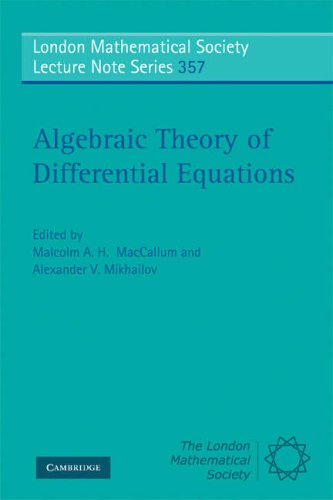 London Mathematical Society
Lecture Note Series 357
Algebraic Theory of
Differential Equations
Edited by
Malcolm A. H. MacCallum and
Alexander V. Mikhailov
CAMBRIDGE
The London
Mathematical
Society